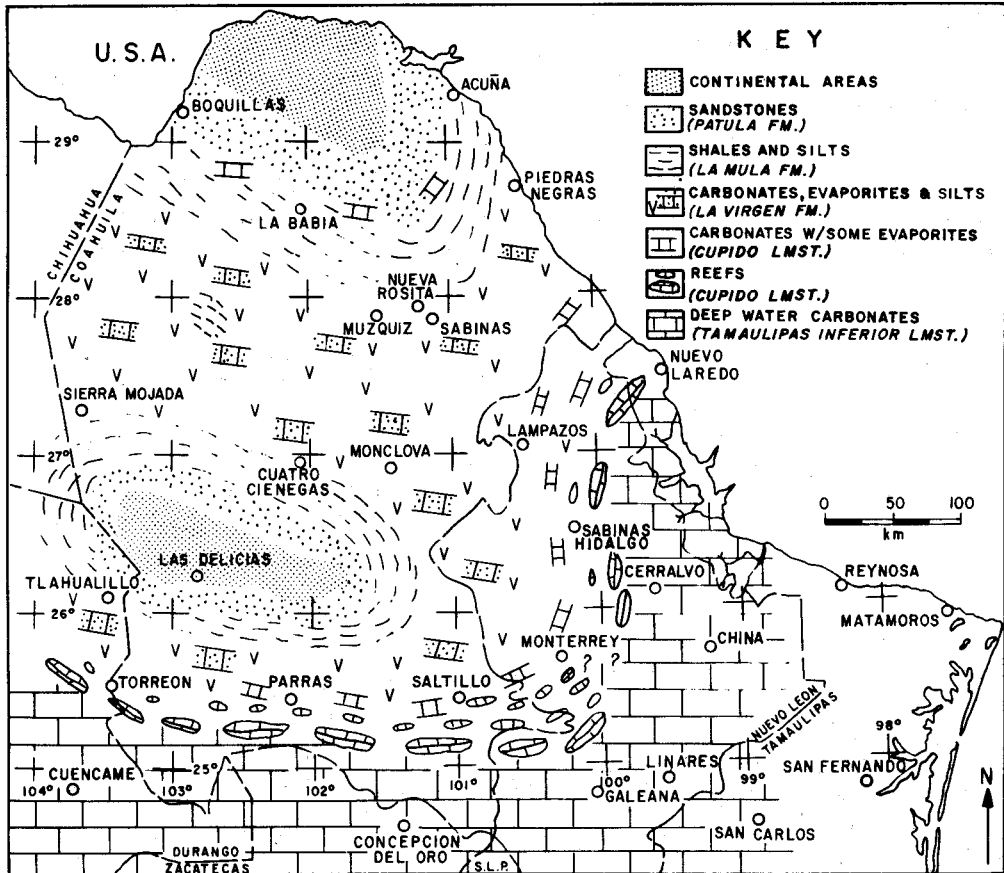 U.S.A.
KEY
CONTINENTAL AREAS
SANDSTONES
(PATULA FM.)
SHALES AND SILTS
(LA MULA FM.)
CARBONATES, EVAPORITES & SILTS
(LA VIRGEN FM.)
CARBONATES W/SOME EVAPORITES
(CUPIDO LMST.)
REEFS
(CUPIDO LMST.)
DEEP WATER CARBONATES
(TAMAULIPAS INFERIOR LMST.)
BOQUILLAS
ACUÑA
29°
PIEDRAS
NEGRAS
LA BABIA
CHIHUAHUA
COAHUILA
28°
NUEVA
ROSITA
MUZQUIZ
SABINAS
NUEVO
LAREDO
SIERRA MOJADA
LAMPAZOS
27°
MONCLOVA
CUATRO
CIENEGAS
0 50 100
km
SABINAS
HIDALGO
LAS DELICIAS
CERRALVO
REYNOSA
TLAHUALILLO
26°
MATAMOROS
CHINA
MONTERREY
? ?
TORREON
PARRAS
SALTILLO
NUEVO LEON
TAMAULIPAS
98°
25°
LINARES
SAN FERNANDO
104°
CUENCAME
103°
102°
101°
100°
99°
GALEANA
N
CONCEPCION
DEL ORO
SAN CARLOS
DURANGO
ZACATECAS
S.L.P.